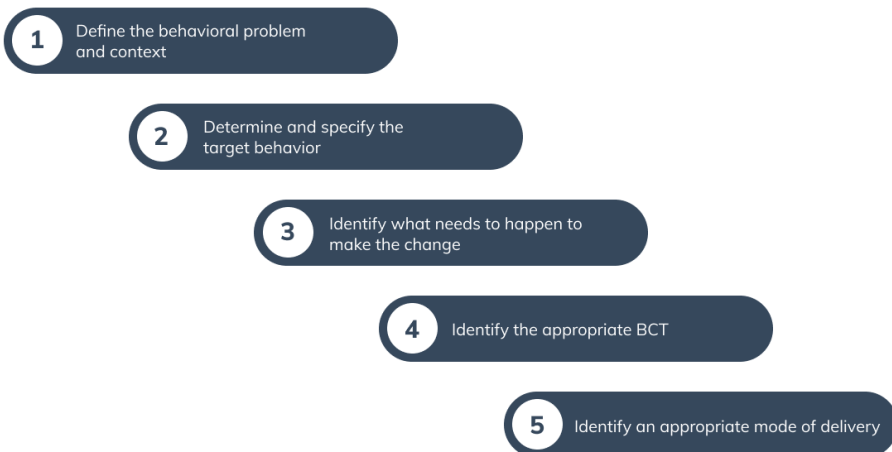 1
Define the behavioral problem
and context
2
Determine and specify the
target behavior
3
Identify what needs to happen to
make the change
4
Identify the appropriate BCT
5
Identify an appropriate mode of delivery